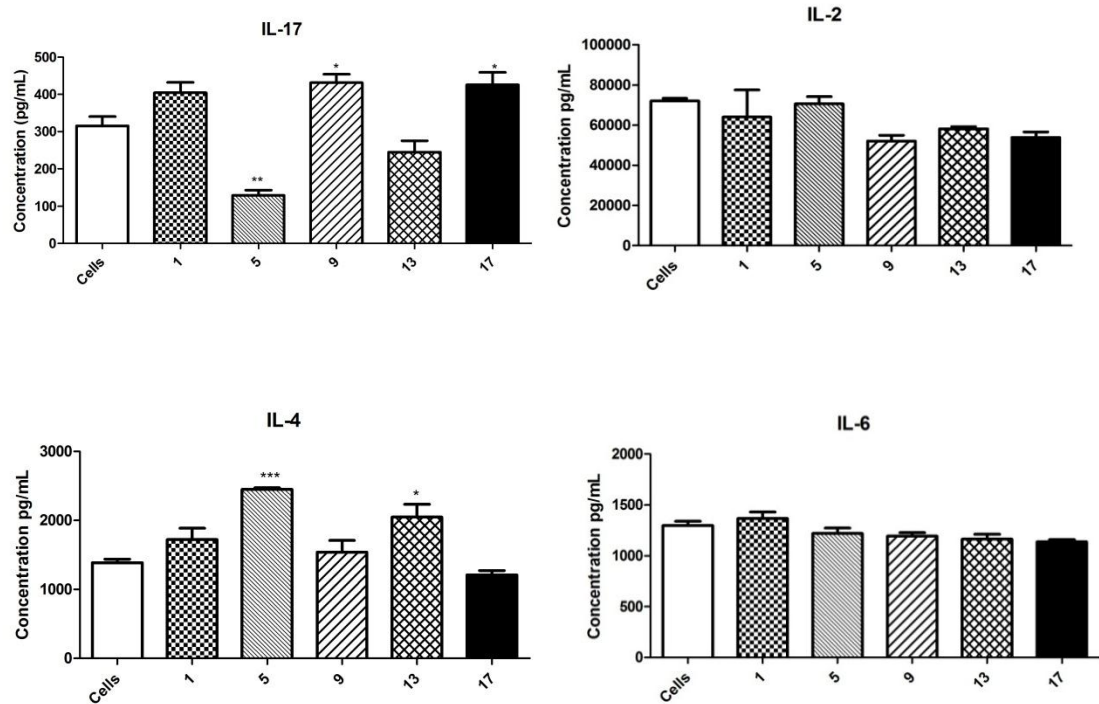 IL-17
Concentration (pg/mL)
500
400
300
200
100
0
* *
**
Cells 1 5 9 13 17
IL-2
Concentration pg/mL
100000
80000
60000
40000
20000
0
Cells 1 5 9 13 17
IL-4
Concentration pg/mL
3000
2000
1000
0
***
*
Cells 1 5 9 13 17
IL-6
Concentration pg/mL
2000
1500
1000
500
0
Cells 1 5 9 13 17